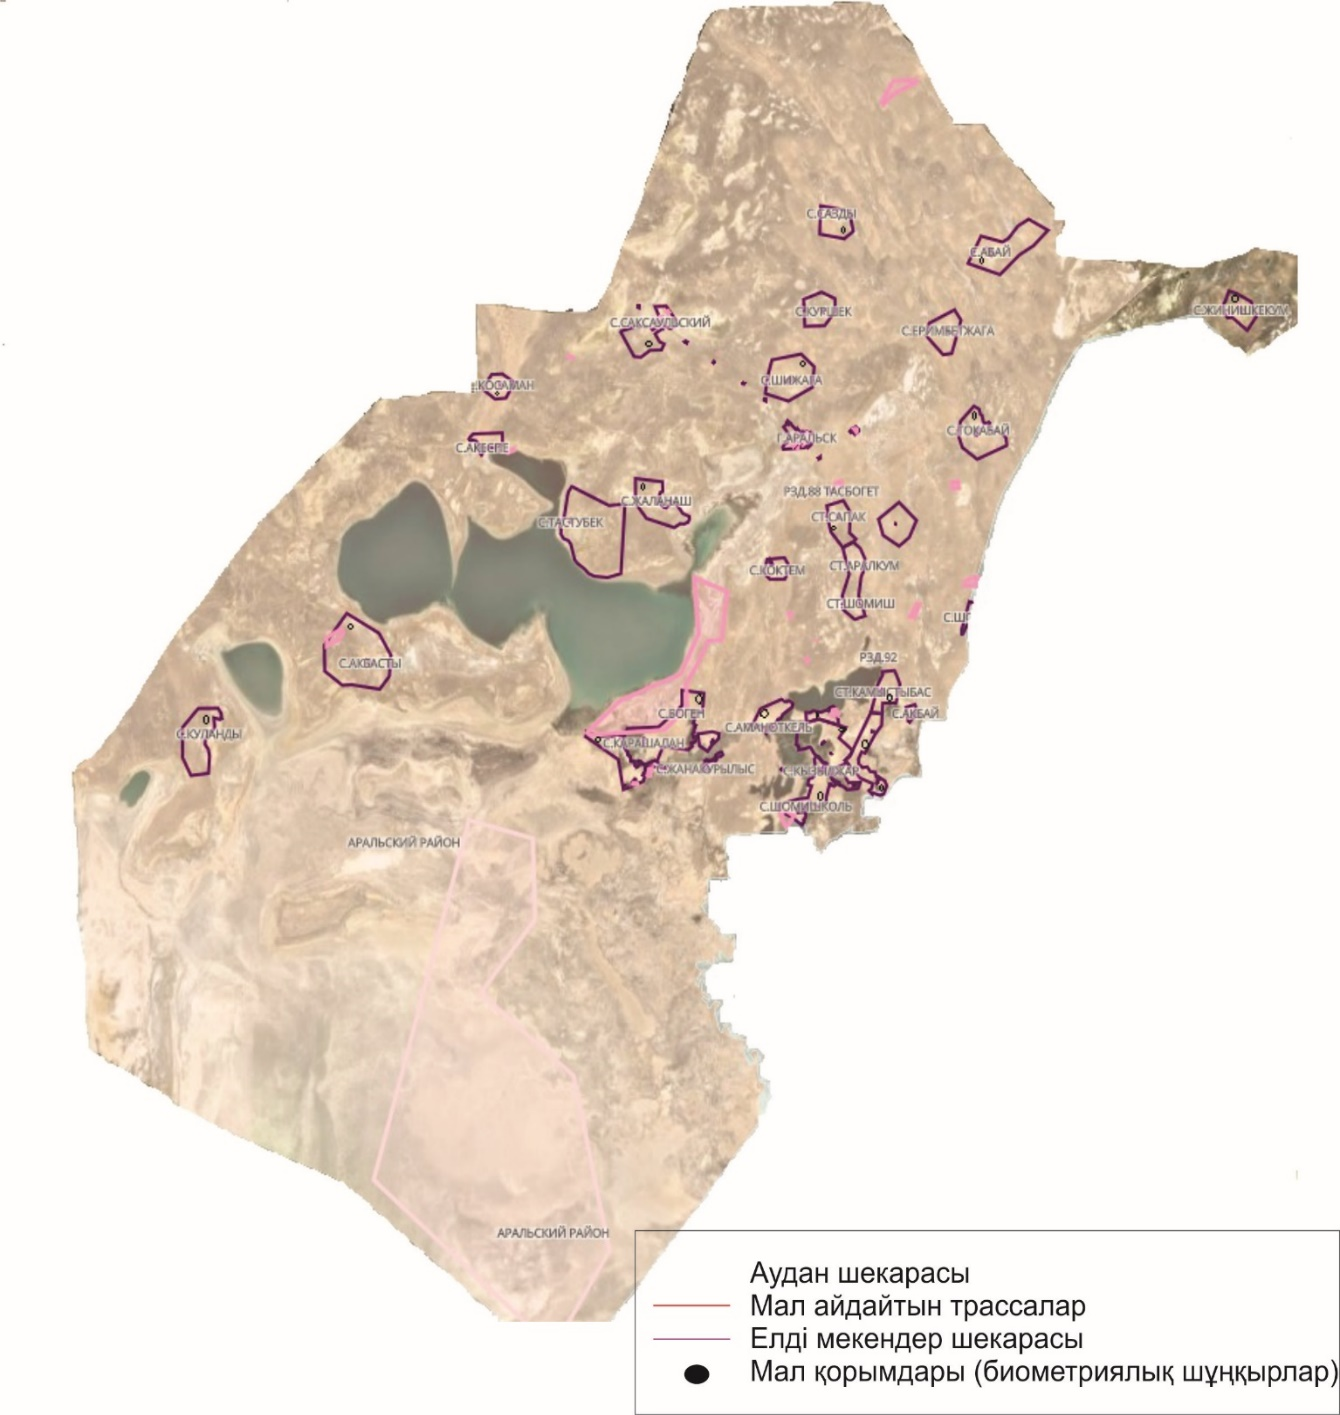 С.САЗДЫ
С.АБАЙ
С.ЖИНИШКЕКУМ
С.КУРШЕК
С.САКСАУЛЬСКИЙ
С.ЕРИМБЕТЖАГА
С.ШИЖАГА
.КОСАМАН
С.ТОКАБАЙ
Г.АРАЛЬСК
С.АКЕСПЕ
РЗД.88 ТАСБОГЕТ
С.ЖАЛАНАШ
СТ.САПАК
С.ТАСТУБЕК
СТ.АРАЛКУМ
С.КОКТЕМ
СТ.ШОМИШ
РЗД.92
С.АКБАСТЫ
СТ.КАМЫСТЫБАС
С.БОГЕН
С.АКБАЙ
С.АМАНОТКЕЛЬ
С.КУЛАНДЫ
С.КАРАШАЛАН
С.ЖАНАКУРЫЛЫС
С.КЫЗЫЛЖАР
С.ШОМИШКОЛЬ
АРАЛЬСКИЙ РАЙОН
АРАЛЬСКИЙ РАЙОН
Аудан шекарасы
Мал айдайтын трассалар
Елді мекендер шекарасы
Мал қорымдары (биометриялық шұңқырлар)